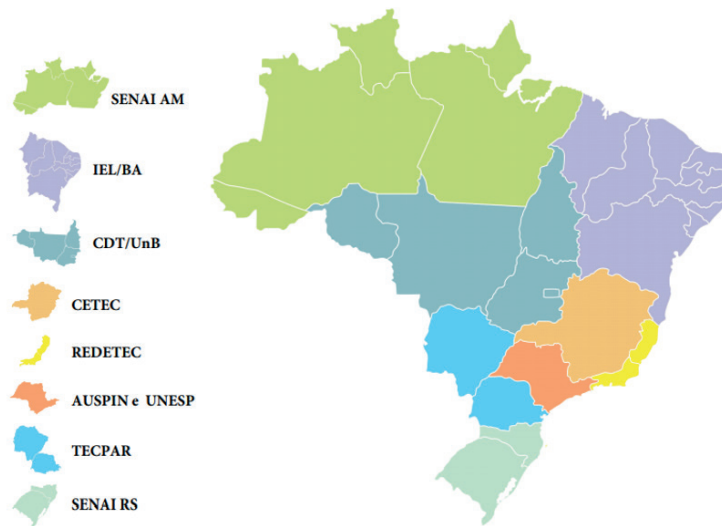 SENAI AM
IEL/BA
CDT/UnB
CETEC
REDETEC
AUSPIN e UNESP
TECPAR
SENAI RS